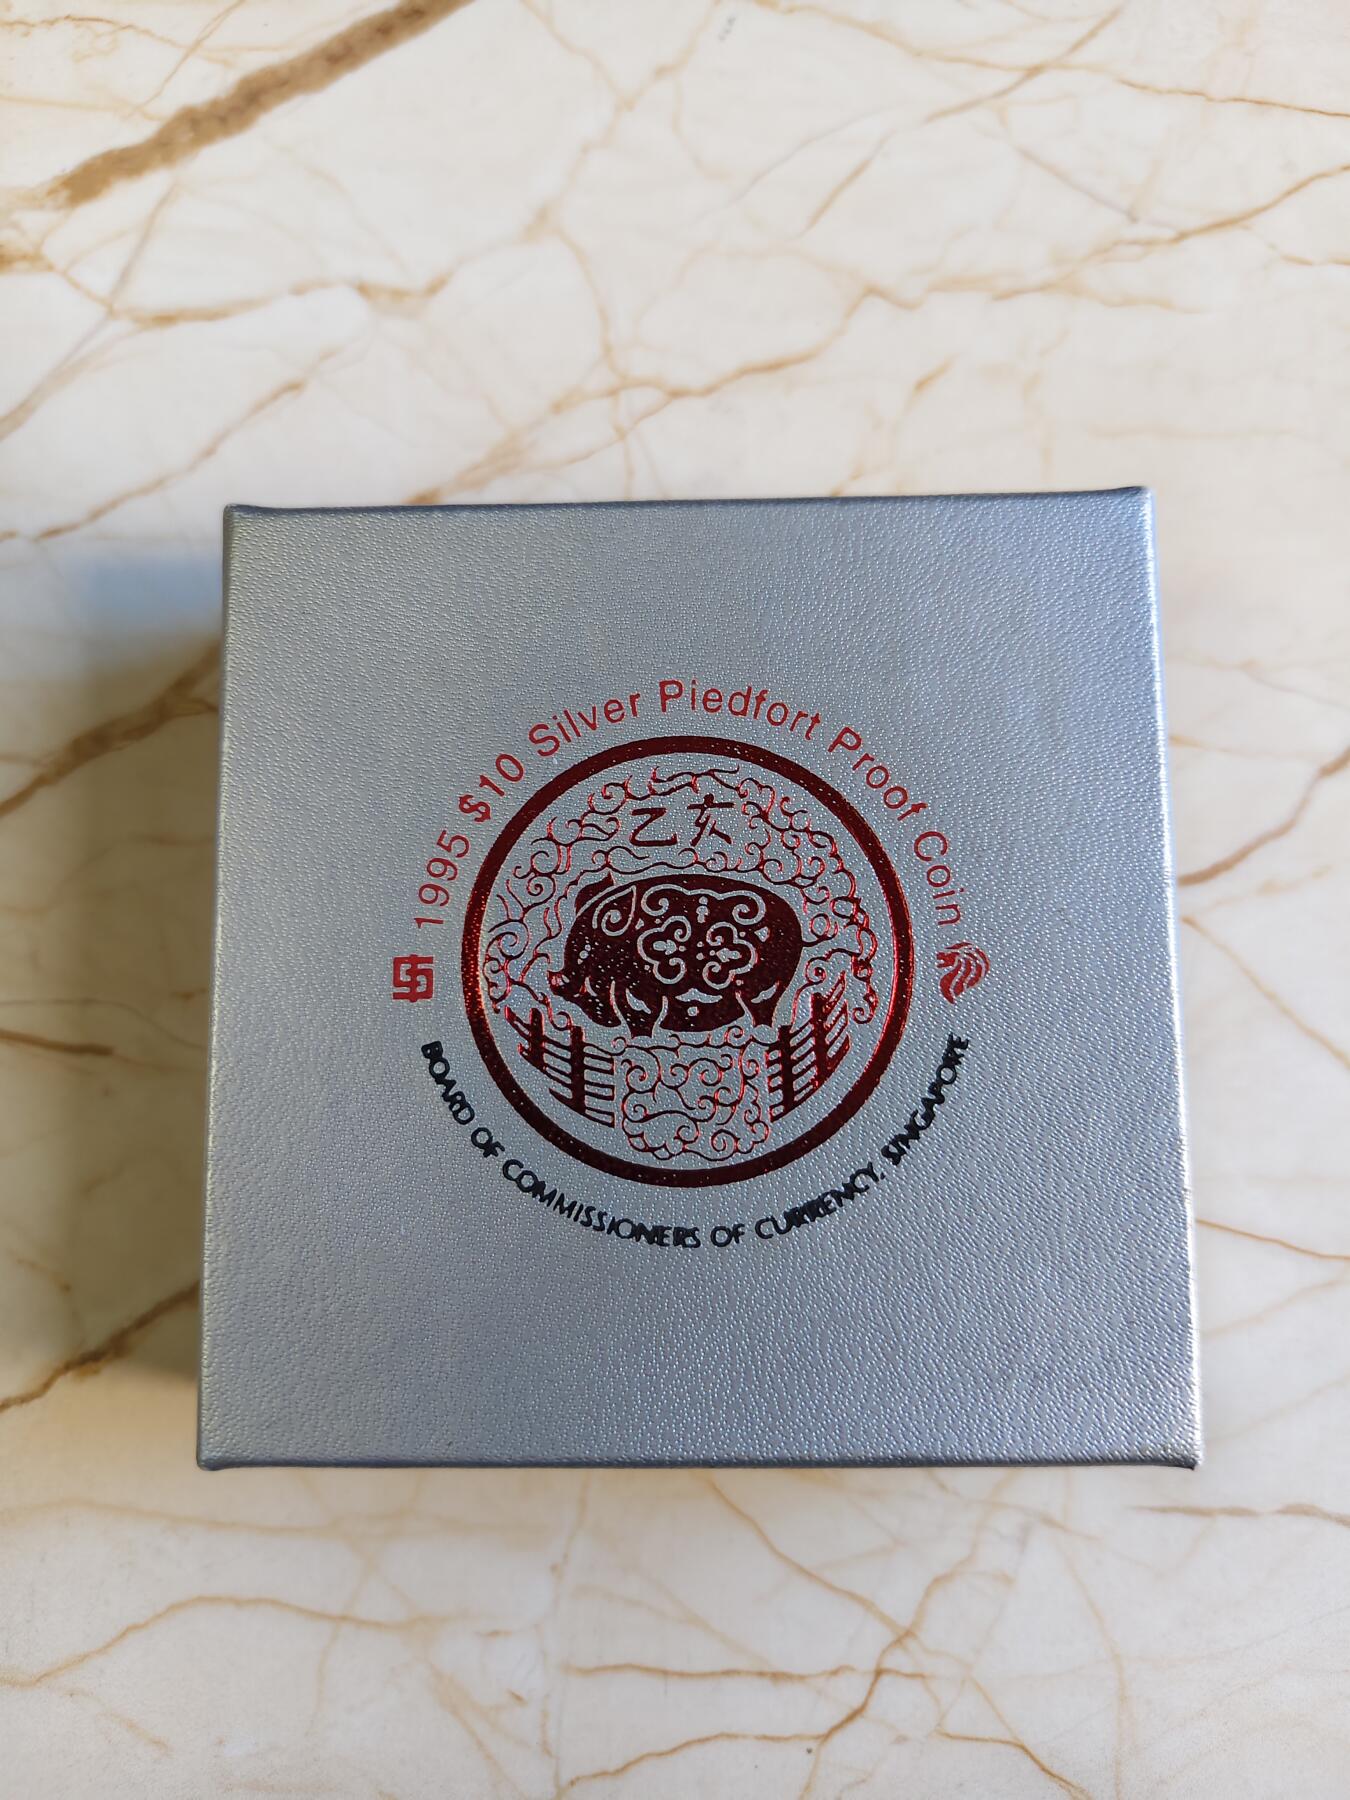 1995 $10 Silver Piedfort Proof Coin
乙亥
BOARD OF COMMISSIONERS OF CURRENCY, SINGAPORE